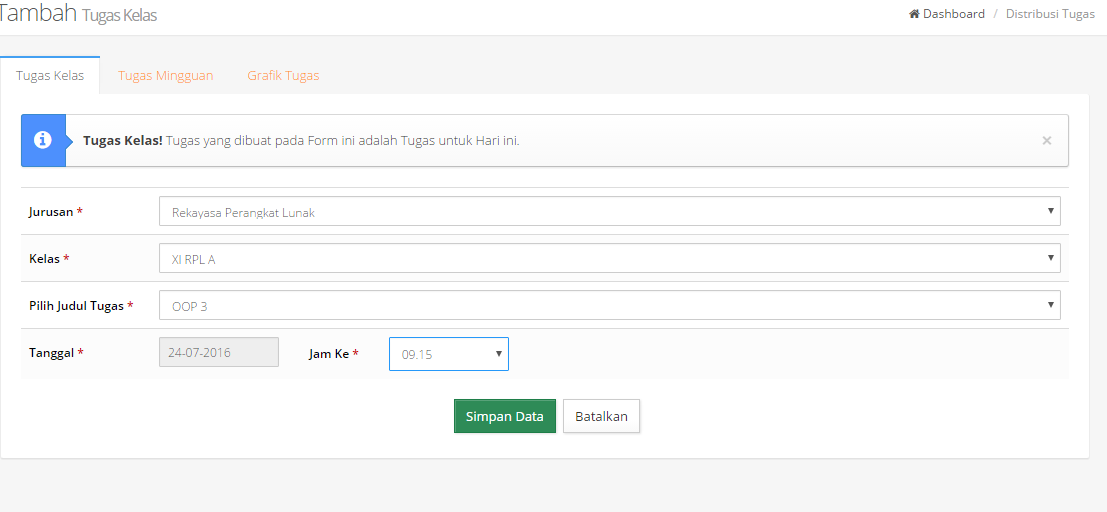 Tambah Tugas Kelas
Dashboard / Distribusi Tugas
Tugas Kelas Tugas Mingguan Grafik Tugas
Tugas Kelas! Tugas yang dibuat pada Form ini adalah Tugas untuk Hari ini. ×
Jurusan * Rekayasa Perangkat Lunak
Kelas * XI RPL A
Pilih Judul Tugas * OOP 3
Tanggal * 24-07-2016 Jam Ke * 09.15
Simpan Data Batalkan